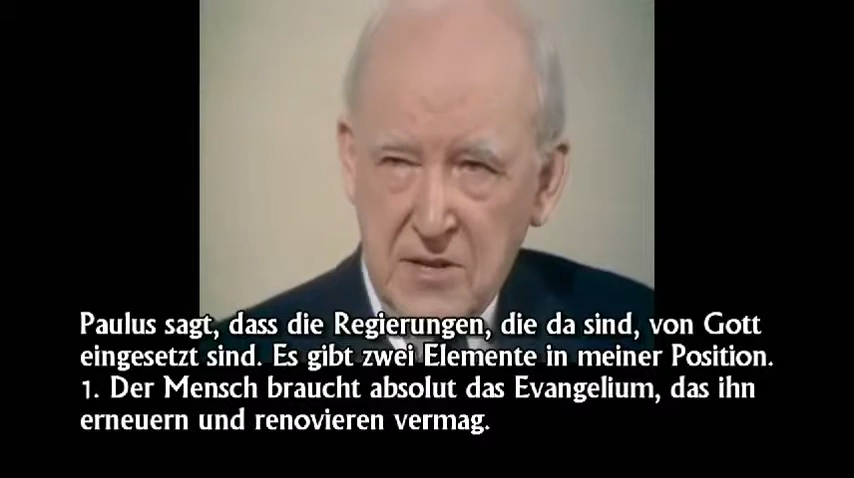 Paulus sagt, dass die Regierungen, die da sind, von Gott
eingesetzt sind. Es gibt zwei Elemente in meiner Position.
1. Der Mensch braucht absolut das Evangelium, das ihn
erneuern und renovieren vermag.